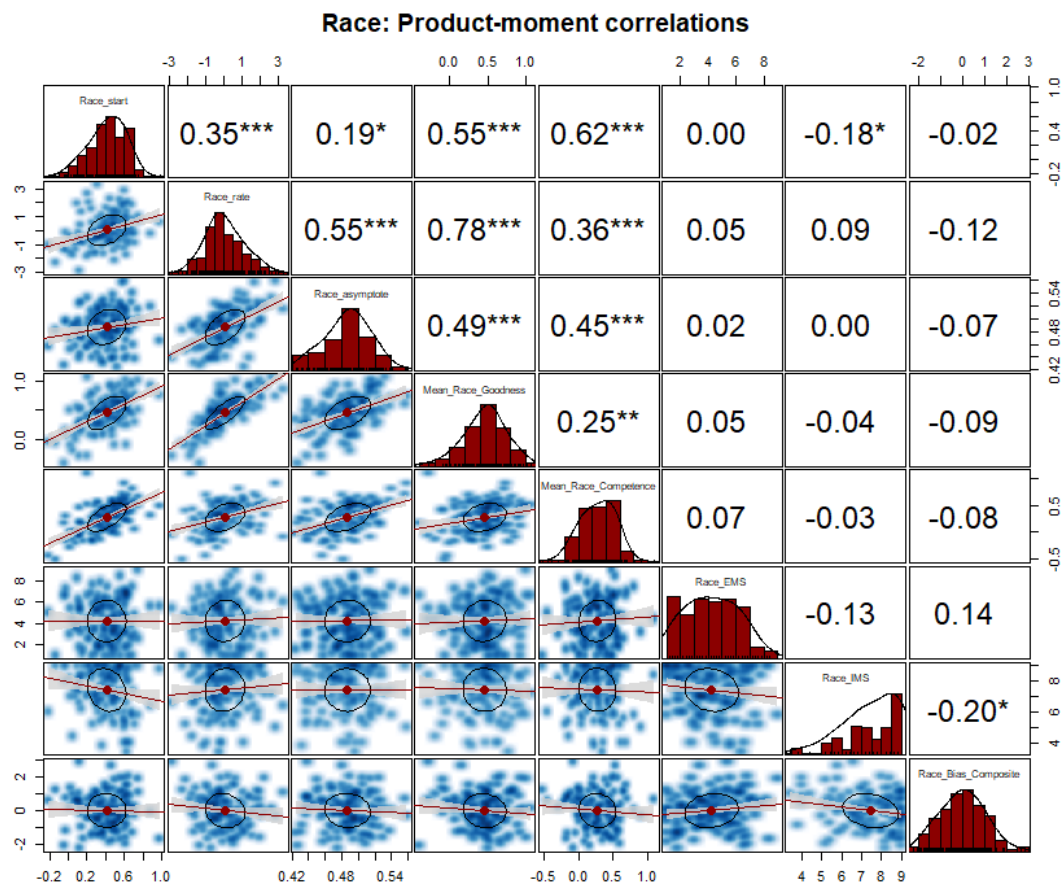 Race: Product-moment correlations
-3 -1 1 3 0.0 0.5 1.0 2 4 6 8 -2 -1 0 1 2 3
Race_start
0.35*** 0.19* 0.55*** 0.62*** 0.00 -0.18* -0.02
-0.2 0.4 1.0
3 1 -1 -3
Race_rate
0.55*** 0.78*** 0.36*** 0.05 0.09 -0.12
Race_asymptote
0.49*** 0.45*** 0.02 0.00 -0.07
0.42 0.48 0.54
1.0 0.0
Mean_Race_Goodness
0.25** 0.05 -0.04 -0.09
Mean_Race_Competence
0.07 -0.03 -0.08
-0.5 0.5
8 6 4 2
Race_EMS
-0.13 0.14
Race_IMS
-0.20*
4 6 8
2 0 -2
Race_Bias_Composite
-0.2 0.2 0.6 1.0 0.42 0.48 0.54 -0.5 0.0 0.5 1.0 4 5 6 7 8 9